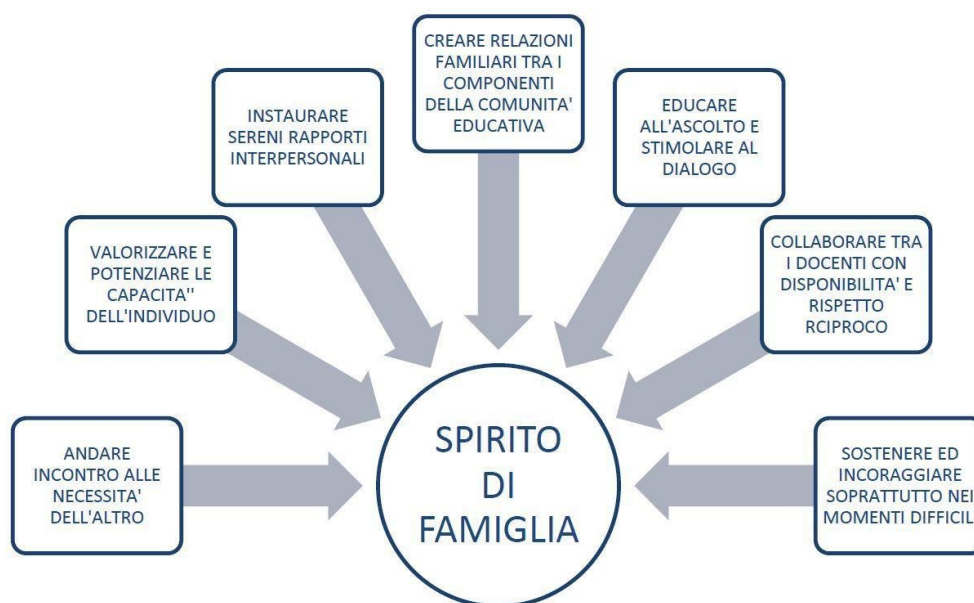 CREARE RELAZIONI
FAMILIARI TRA I
COMPONENTI
DELLA COMUNITA'
EDUCATIVA
INSTAURARE
SERENI RAPPORTI
INTERPERSONALI
EDUCARE
ALL'ASCOLTO E
STIMOLARE AL
DIALOGO
VALORIZZARE E
POTENZIARE LE
CAPACITA''
DELL'INDIVIDUO
COLLABORARE TRA
I DOCENTI CON
DISPONIBILITA' E
RISPETTO
RCIPROCO
ANDARE
INCONTRO ALLE
NECESSITA'
DELL'ALTRO
SOSTENERE ED
INCORAGGIARE
SOPRATTUTTO NEI
MOMENTI DIFFICIL
SPIRITO
DI
FAMIGLIA